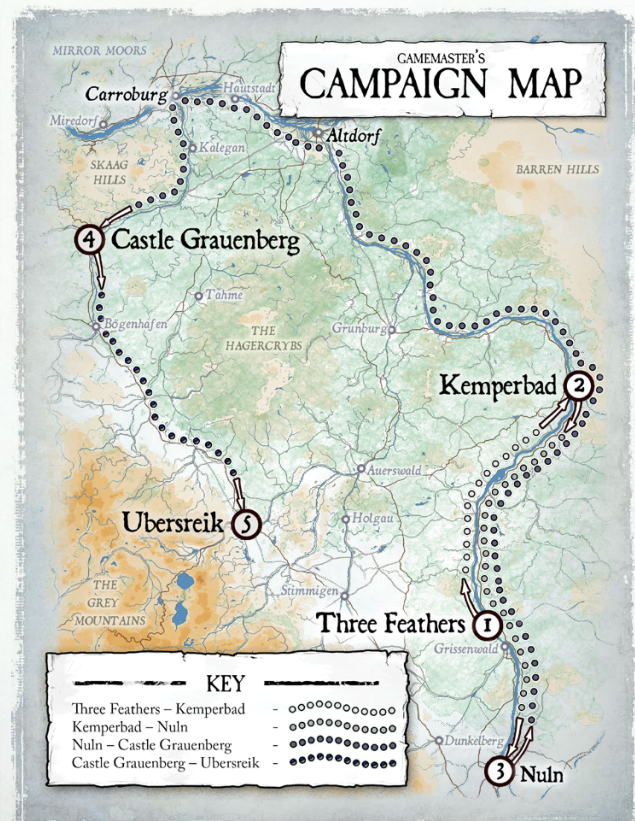 MIRROR MOORS
GAMEMASTER'S
CAMPAIGN MAP
Carroburg
Hautstadt
Miredorf
Altdorf
Kalegan
SKAAG
HILLS
BARREN HILLS
4 Castle Grauenberg
Tahme
Bögenhafen
THE
HAGERCRYBS
Grunburg
Kemperbad 2
Auerswald
Ubersreik 5
Holgau
THE
GREY
MOUNTAINS
Stimmigen
Three Feathers 1
Grissenwald
KEY
Three Feathers – Kemperbad -
Kemperbad – Nuln -
Nuln – Castle Grauenberg -
Castle Grauenberg – Ubersreik -
Dunkelberg
3 Nuln